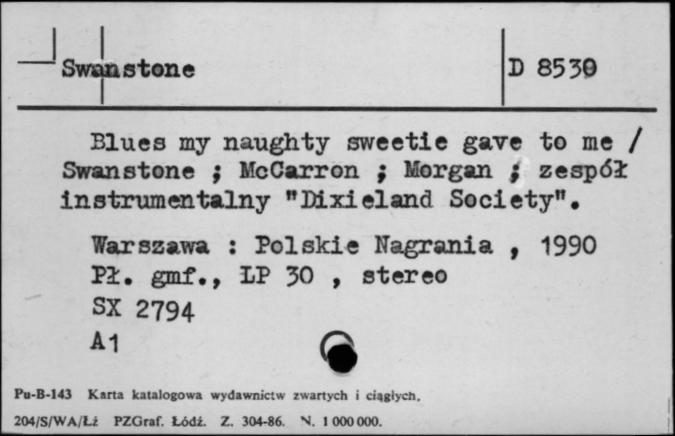 Swanstone D 8530
Blues my naughty sweetie gave to me /
Swanstone ; McCarron ; Morgan ; zespół
instrumentalny "Dixieland Society".
Warszawa : Polskie Nagrania , 1990
Pł. gmf., LP 30 , stereo
SX 2794
A1
Pu-B-143 Karta katalogowa wydawnictw zwartych i ciągłych.
204/S/WA/Łż PZGraf. Łódź. Z. 304-86. N. 1 000 000.